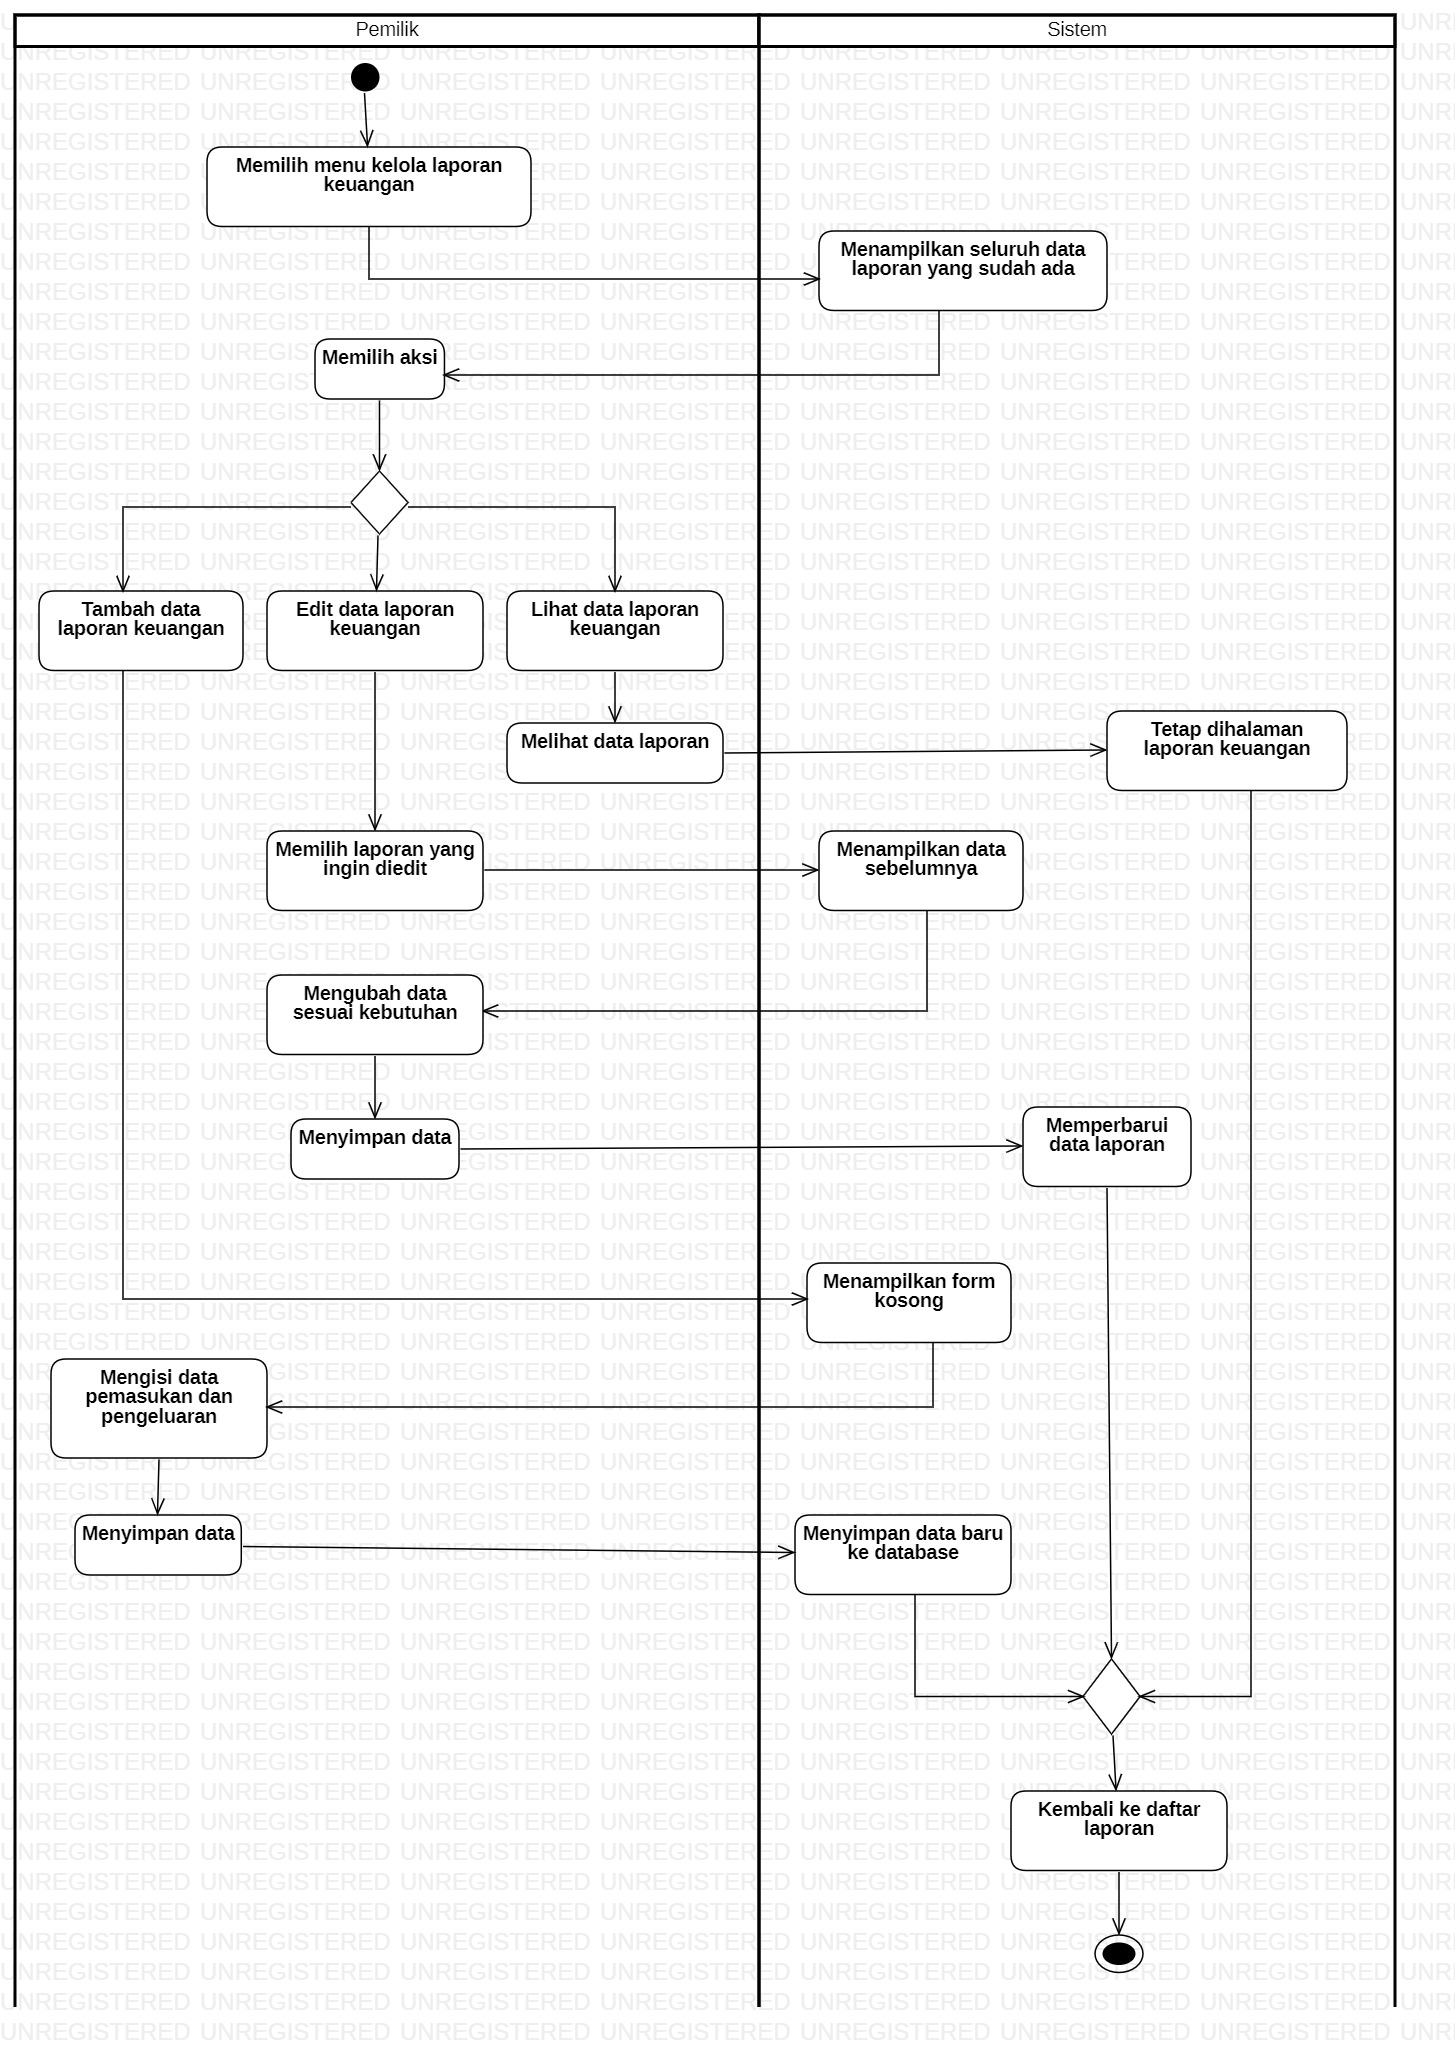 Pemilik
Sistem
Memilih menu kelola laporan
keuangan
Menampilkan seluruh data
laporan yang sudah ada
Memilih aksi
Tambah data
laporan keuangan
Edit data laporan
keuangan
Lihat data laporan
keuangan
Melihat data laporan
Tetap dihalaman
laporan keuangan
Memilih laporan yang
ingin diedit
Menampilkan data
sebelumnya
Mengubah data
sesuai kebutuhan
Menyimpan data
Memperbarui
data laporan
Menampilkan form
kosong
Mengisi data
pemasukan dan
pengeluaran
Menyimpan data
Menyimpan data baru
ke database
Kembali ke daftar
laporan
UNREGISTERED